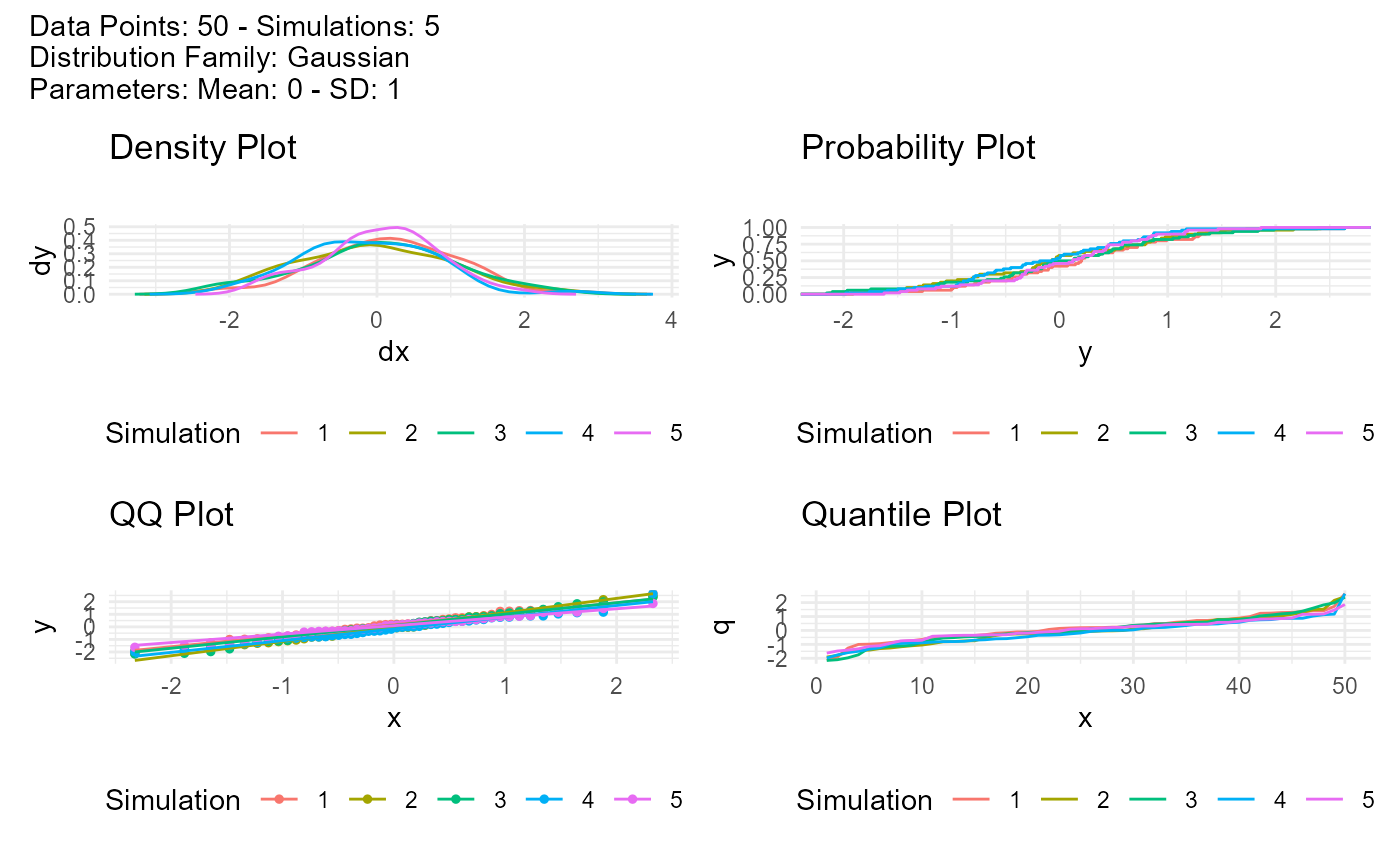 Data Points: 50 - Simulations: 5
Distribution Family: Gaussian
Parameters: Mean: 0 - SD: 1
Density Plot
0.5
0.4
0.3
0.2
0.1
0.0
dy
-2 0 2 4
dx
Simulation 1 2 3 4 5
Probability Plot
1.00
0.75
0.50
0.25
0.00
y
-2 -1 0 1 2
y
Simulation 1 2 3 4 5
QQ Plot
2
1
0
-1
-2
y
-2 -1 0 1 2
x
Simulation 1 2 3 4 5
Quantile Plot
2
1
0
-1
-2
q
0 10 20 30 40 50
x
Simulation 1 2 3 4 5